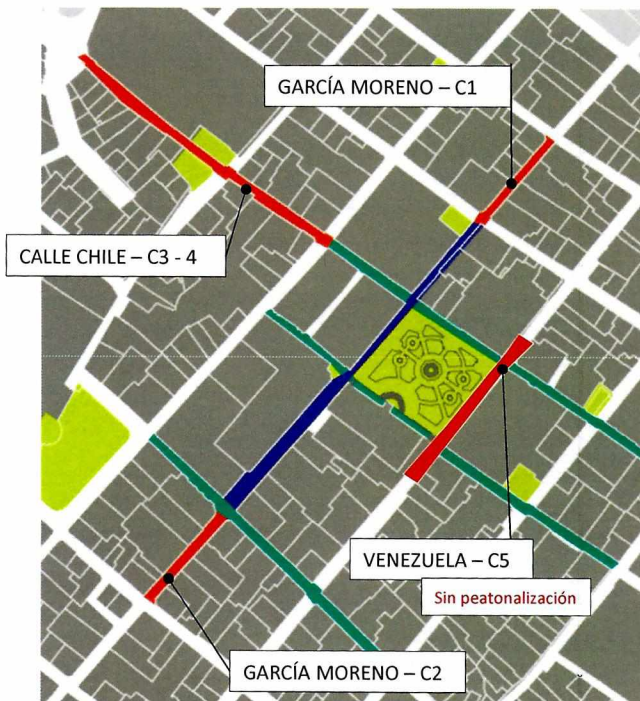 GARCÍA MORENO – C1
CALLE CHILE – C3 - 4
VENEZUELA – C5
Sin peatonalización
GARCÍA MORENO – C2